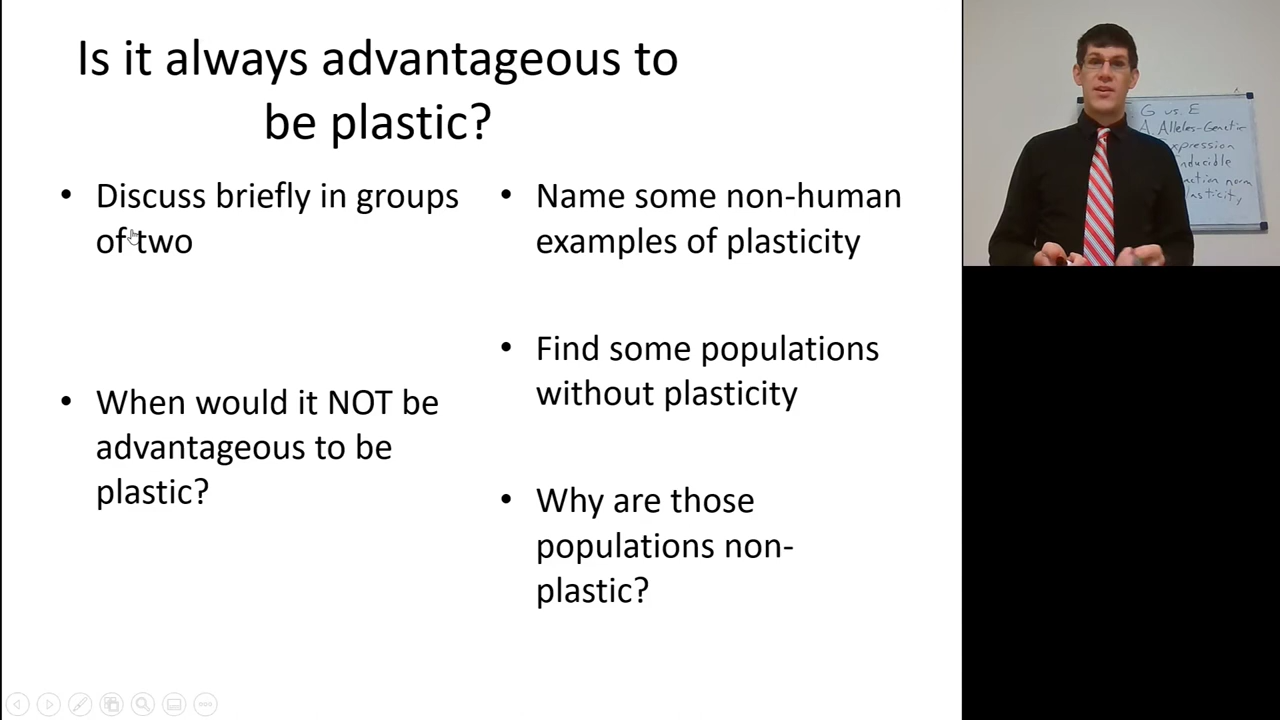 Is it always advantageous to
be plastic?
• Discuss briefly in groups
of two
• When would it NOT be
advantageous to be
plastic?
• Name some non-human
examples of plasticity
• Find some populations
without plasticity
• Why are those
populations non-
plastic?
G vs. E
A. Alleles-Genetic